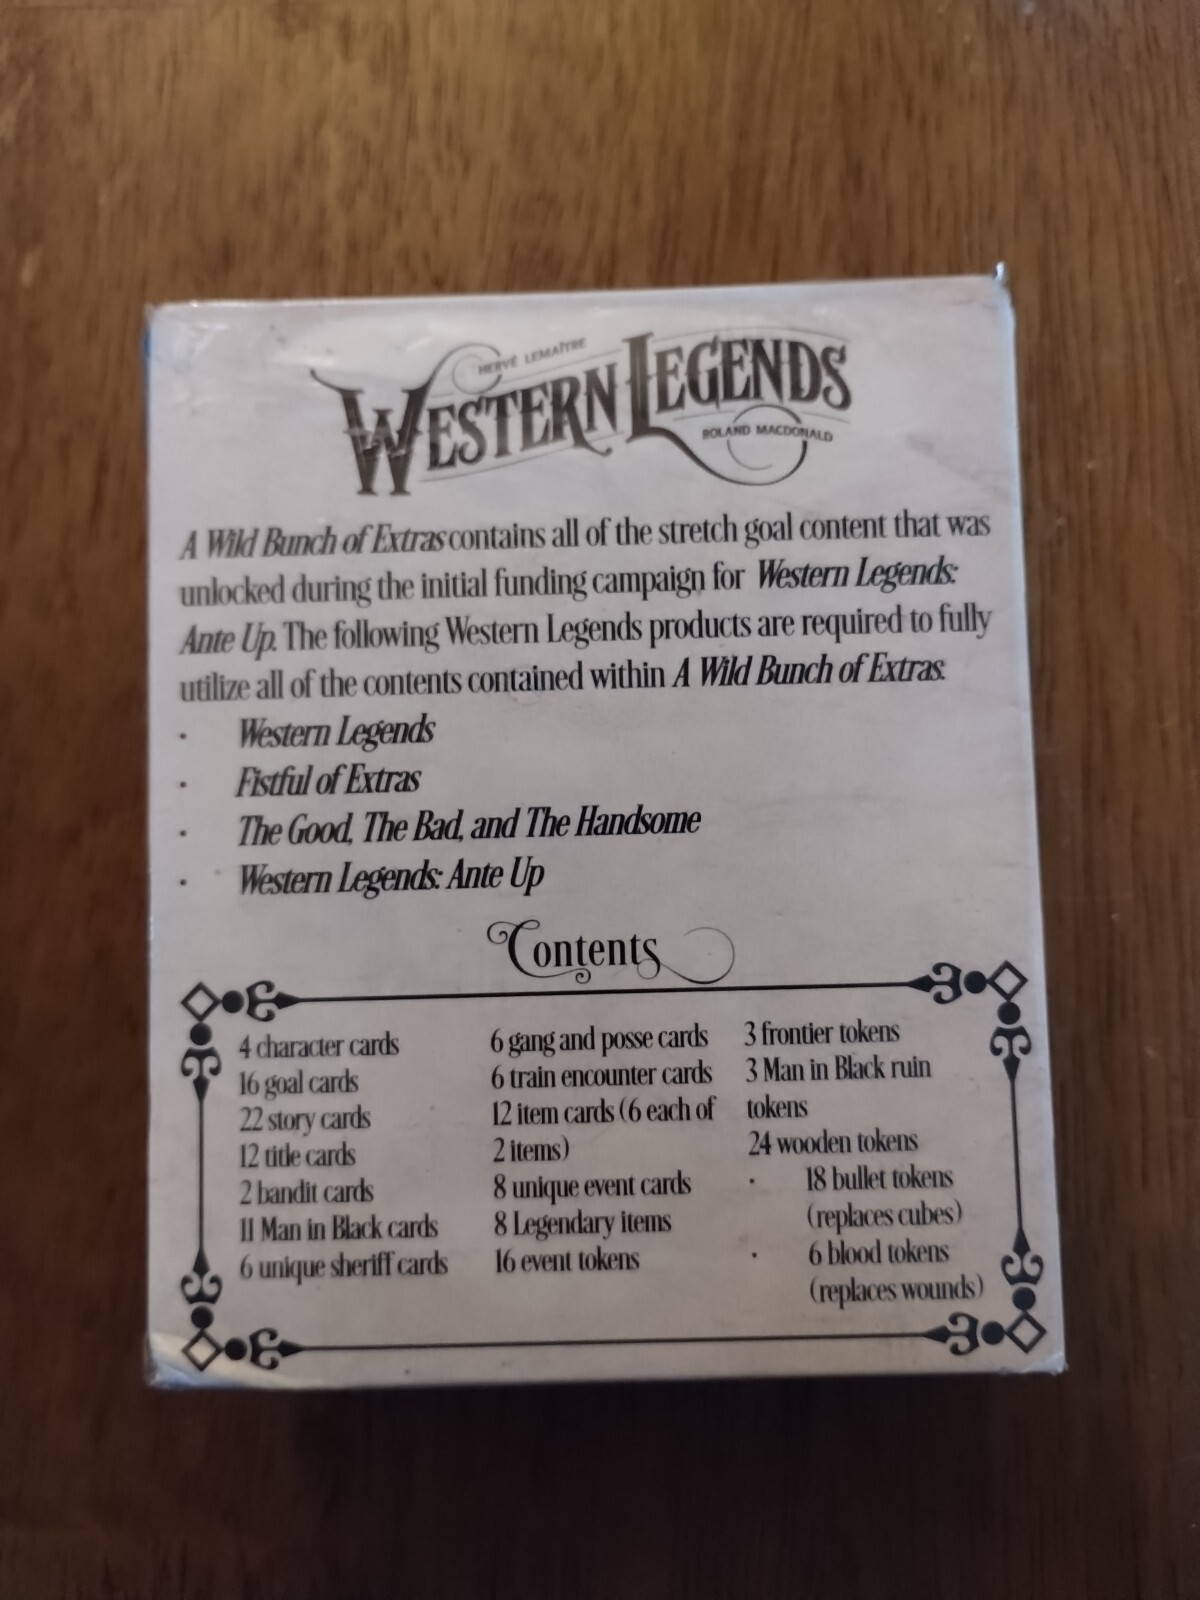 HERVÉ LEMAÎTRE
WESTERN LEGENDS
ROLAND MACDONALD
A Wild Bunch of Extras contains all of the stretch goal content that was
unlocked during the initial funding campaign for Western Legends:
Ante Up. The following Western Legends products are required to fully
utilize all of the contents contained within A Wild Bunch of Extras.
• Western Legends
• Fistful of Extras
• The Good, The Bad, and The Handsome
• Western Legends: Ante Up
Contents
4 character cards
16 goal cards
22 story cards
12 title cards
2 bandit cards
11 Man in Black cards
6 unique sheriff cards
6 gang and posse cards
6 train encounter cards
12 item cards (6 each of
2 items)
8 unique event cards
8 Legendary items
16 event tokens
3 frontier tokens
3 Man in Black ruin
tokens
24 wooden tokens
• 18 bullet tokens
(replaces cubes)
• 6 blood tokens
(replaces wounds)